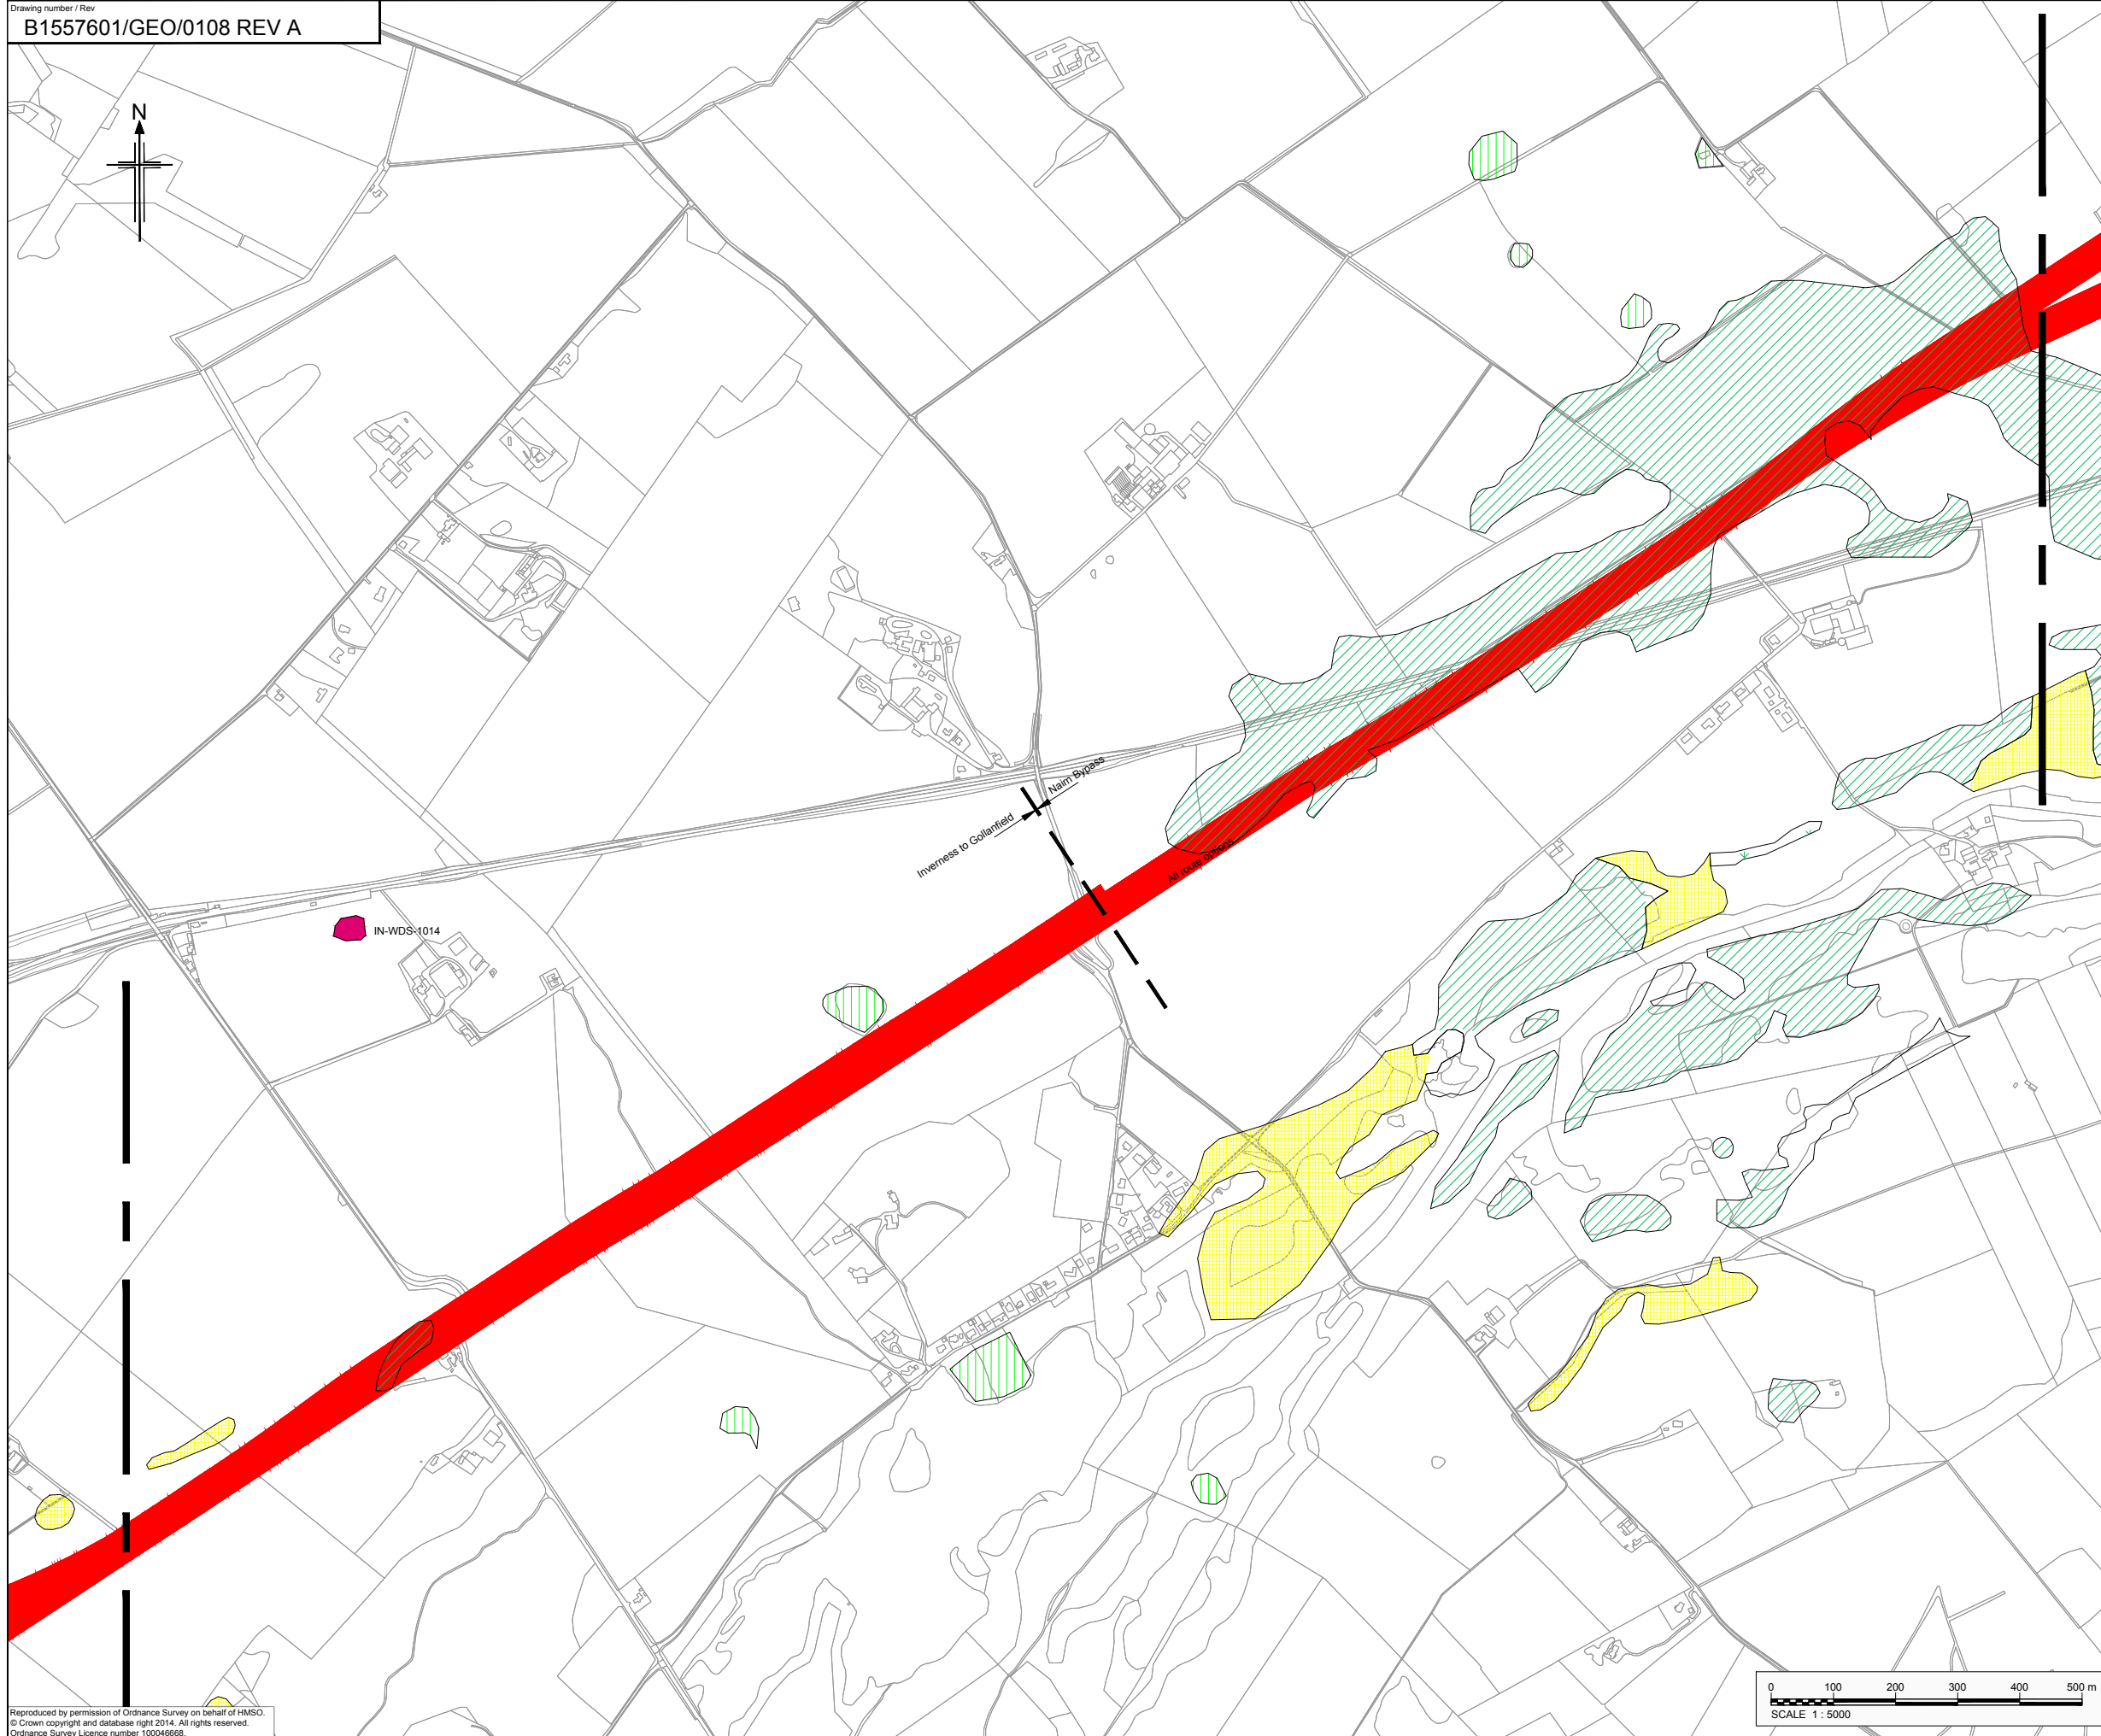 Drawing number / Rev
B1557601/GEO/0108 REV A
N
Nairn Bypass
Inverness to Gollanfield
All route options
IN-WDS-1014
0 100 200 300 400 500 m
SCALE 1 : 5000
Reproduced by permission of Ordnance Survey on behalf of HMSO.
© Crown copyright and database right 2014. All rights reserved.
Ordnance Survey Licence number 100046668.